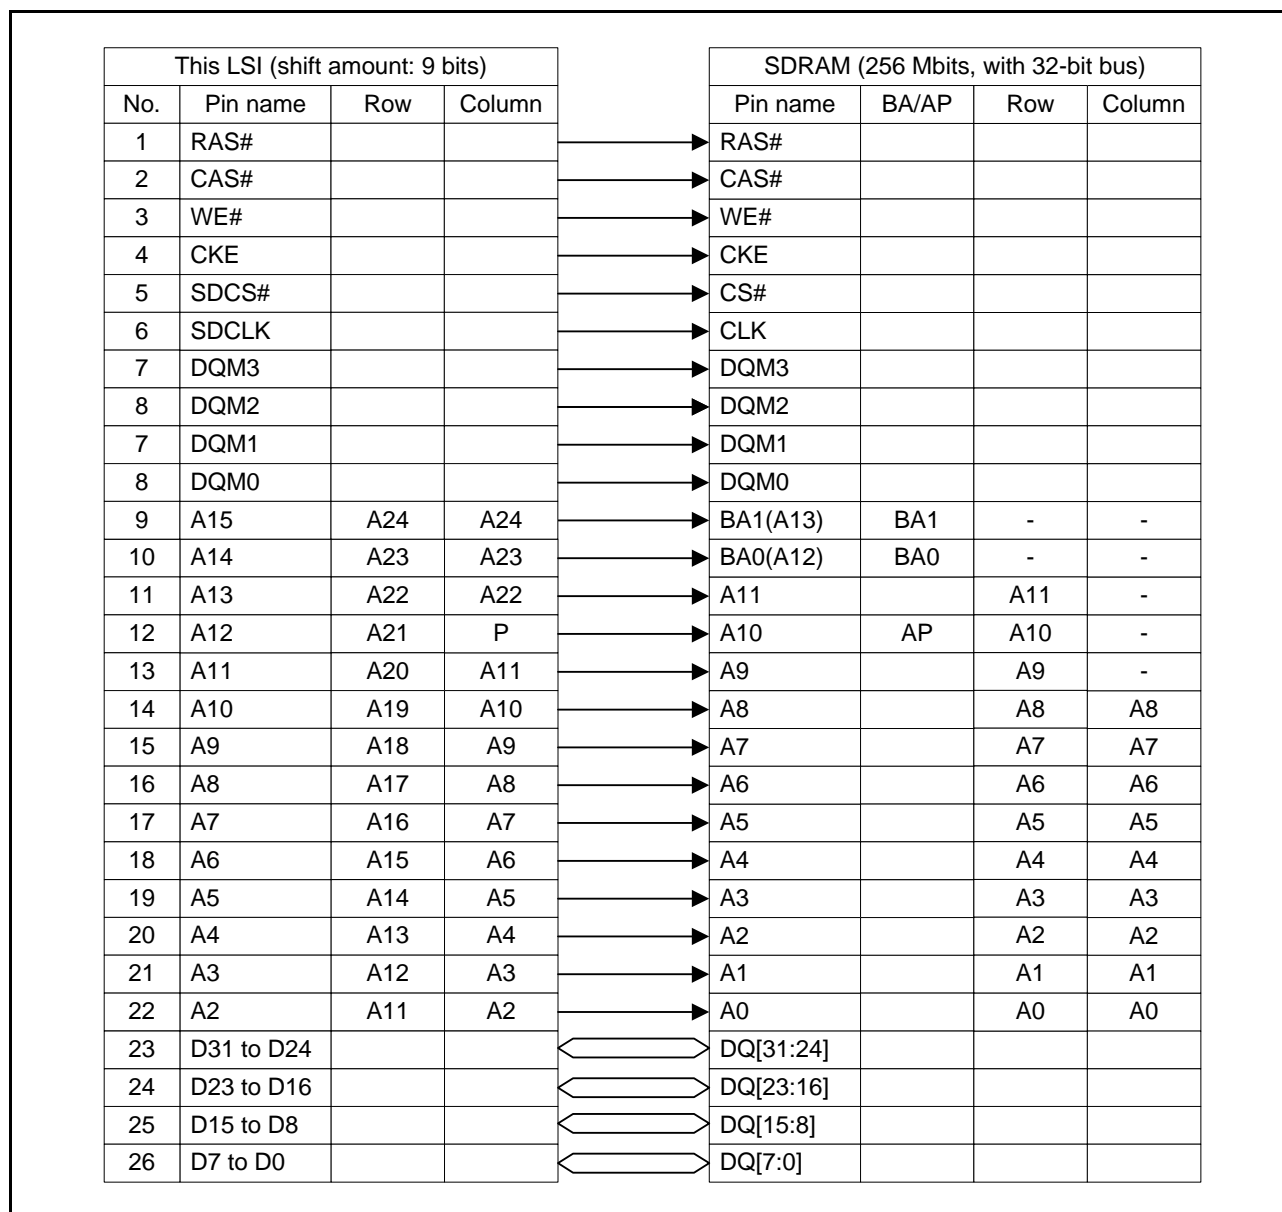 This LSI (shift amount: 9 bits) SDRAM (256 Mbits, with 32-bit bus)
No. Pin name Row Column Pin name BA/AP Row Column
1 RAS# RAS#
2 CAS# CAS#
3 WE# WE#
4 CKE CKE
5 SDCS# CS#
6 SDCLK CLK
7 DQM3 DQM3
8 DQM2 DQM2
7 DQM1 DQM1
8 DQM0 DQM0
9 A15 A24 A24 BA1(A13) BA1 - -
10 A14 A23 A23 BA0(A12) BA0 - -
11 A13 A22 A22 A11 A11 -
12 A12 A21 P A10 AP A10 -
13 A11 A20 A11 A9 A9 -
14 A10 A19 A10 A8 A8 A8
15 A9 A18 A9 A7 A7 A7
16 A8 A17 A8 A6 A6 A6
17 A7 A16 A7 A5 A5 A5
18 A6 A15 A6 A4 A4 A4
19 A5 A14 A5 A3 A3 A3
20 A4 A13 A4 A2 A2 A2
21 A3 A12 A3 A1 A1 A1
22 A2 A11 A2 A0 A0 A0
23 D31 to D24 DQ[31:24]
24 D23 to D16 DQ[23:16]
25 D15 to D8 DQ[15:8]
26 D7 to D0 DQ[7:0]